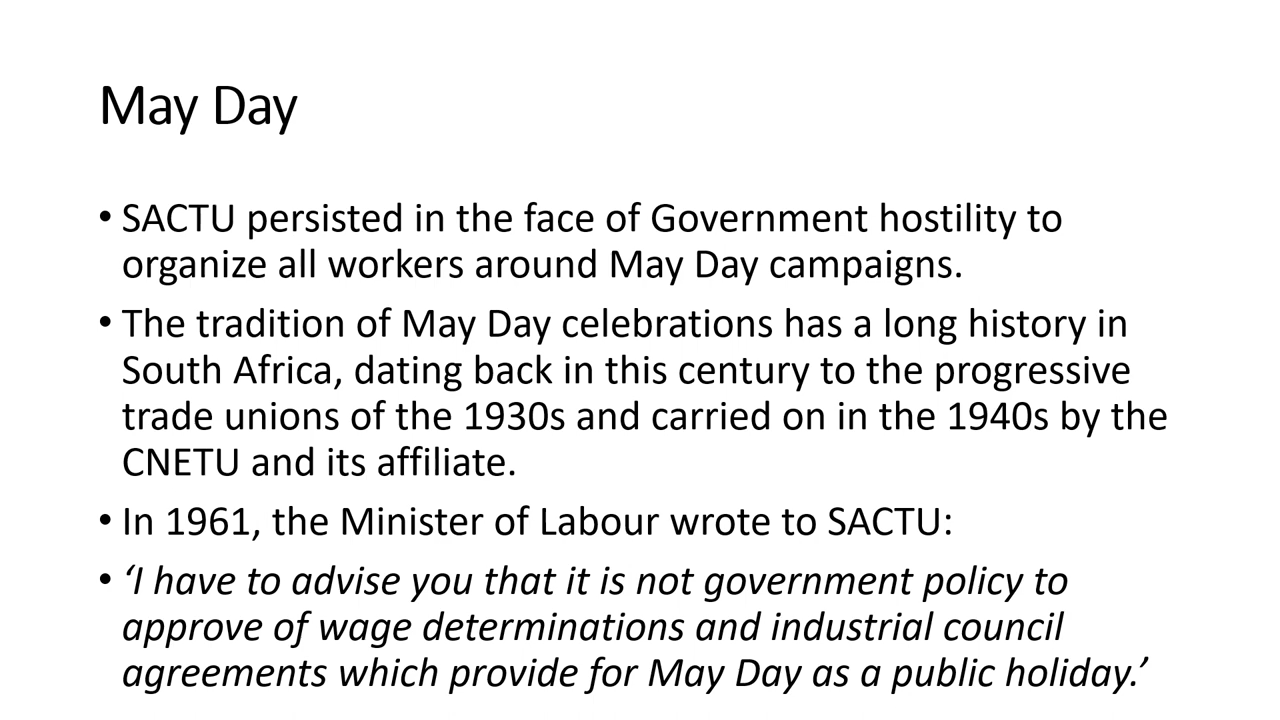 May Day
• SACTU persisted in the face of Government hostility to
organize all workers around May Day campaigns.
• The tradition of May Day celebrations has a long history in
South Africa, dating back in this century to the progressive
trade unions of the 1930s and carried on in the 1940s by the
CNETU and its affiliate.
• In 1961, the Minister of Labour wrote to SACTU:
• ‘I have to advise you that it is not government policy to
approve of wage determinations and industrial council
agreements which provide for May Day as a public holiday.’